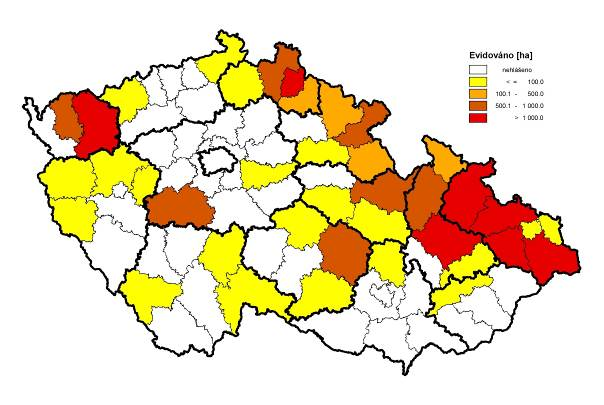 Evidováno [ha]
nehlášeno
< = 100.0
100.1 - 500.0
500.1 - 1 000.0
> 1 000.0